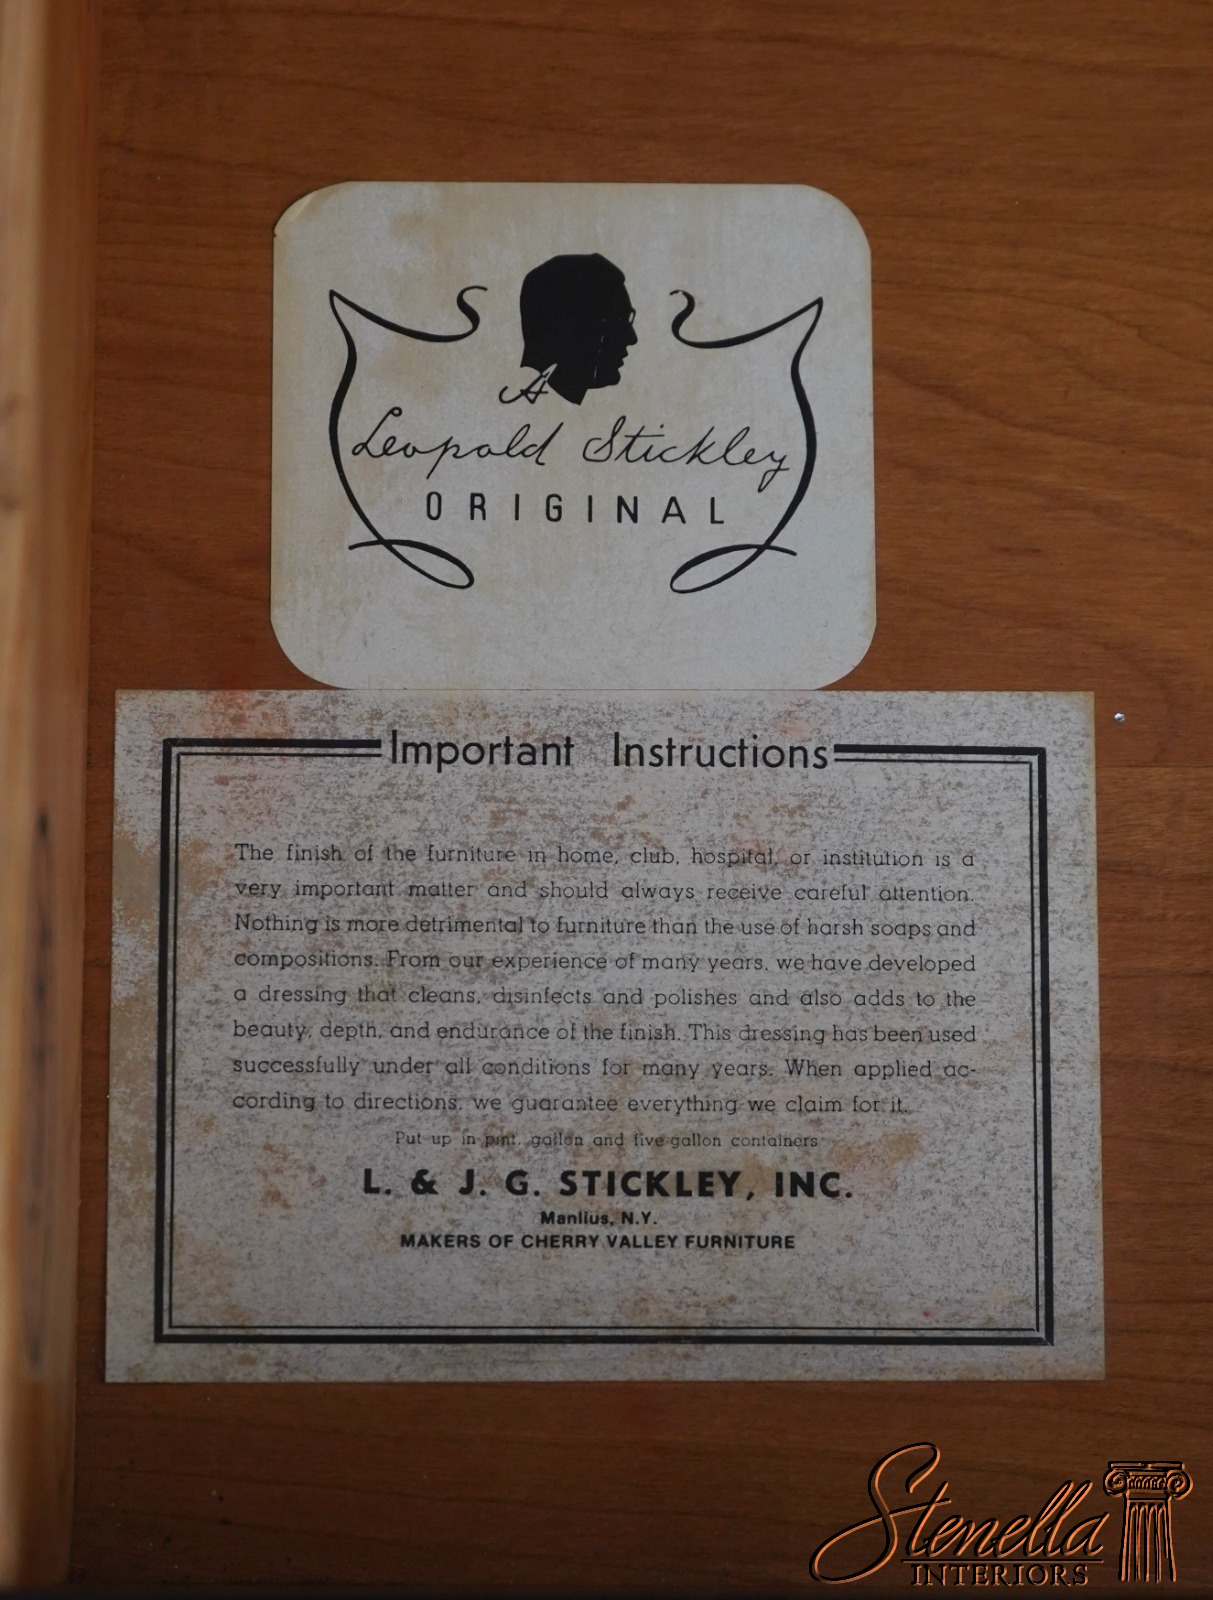 A
Leopold Stickley
ORIGINAL
Important Instructions
The finish of the furniture in home, club, hospital, or institution is a
very important matter and should always receive careful attention.
Nothing is more detrimental to furniture than the use of harsh soaps and
compositions. From our experience of many years, we have developed
a dressing that cleans, disinfects and polishes and also adds to the
beauty, depth, and endurance of the finish. This dressing has been used
successfully under all conditions for many years. When applied ac-
cording to directions, we guarantee everything we claim for it.
Put up in pint, gallon and five gallon containers
L. & J. G. STICKLEY, INC.
Manlius, N.Y.
MAKERS OF CHERRY VALLEY FURNITURE
Stenella
INTERIORS